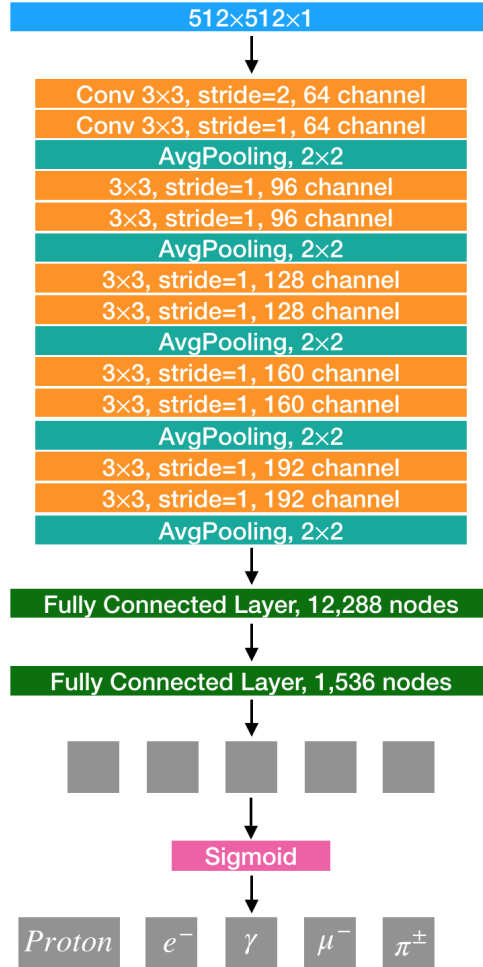 512×512×1
Conv 3×3, stride=2, 64 channel
Conv 3×3, stride=1, 64 channel
AvgPooling, 2×2
3×3, stride=1, 96 channel
3×3, stride=1, 96 channel
AvgPooling, 2×2
3×3, stride=1, 128 channel
3×3, stride=1, 128 channel
AvgPooling, 2×2
3×3, stride=1, 160 channel
3×3, stride=1, 160 channel
AvgPooling, 2×2
3×3, stride=1, 192 channel
3×3, stride=1, 192 channel
AvgPooling, 2×2
Fully Connected Layer, 12,288 nodes
Fully Connected Layer, 1,536 nodes
Sigmoid
Proton e⁻ γ μ⁻ π±